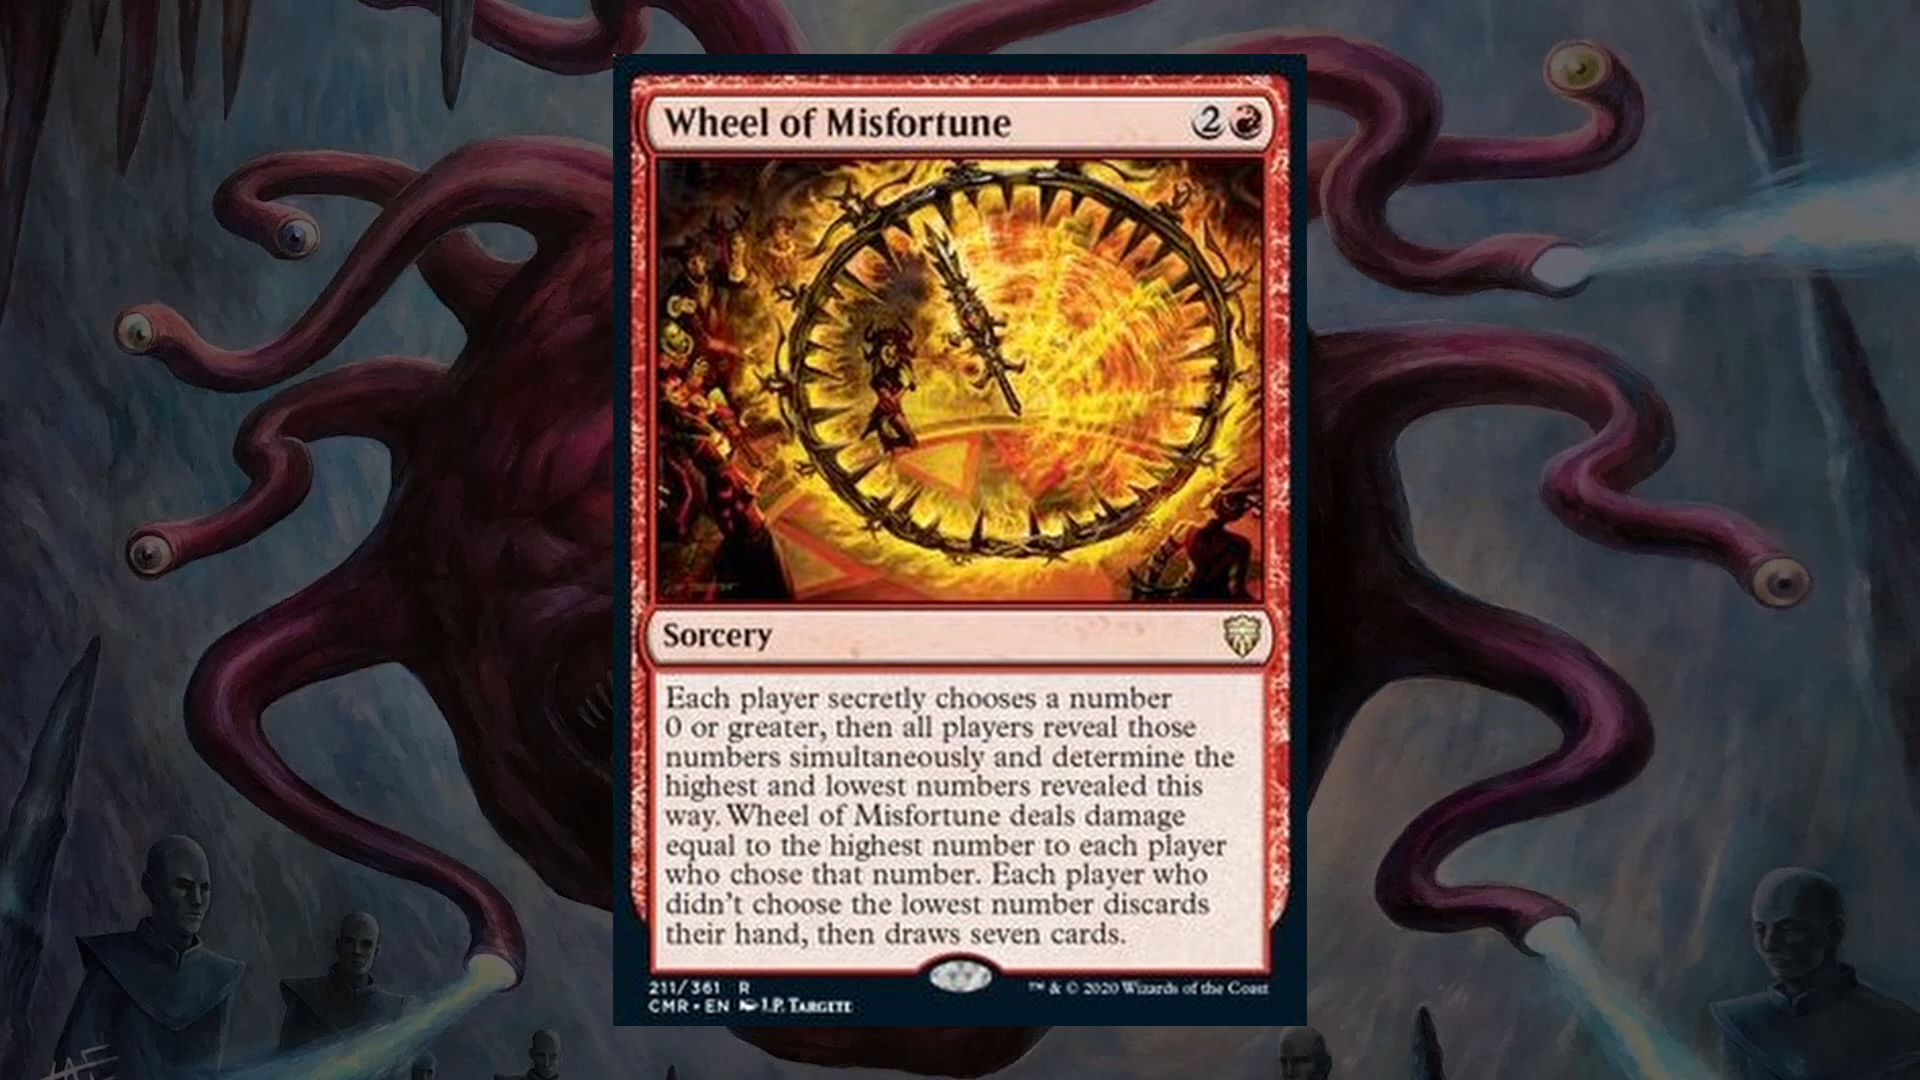 Wheel of Misfortune
2
Sorcery
Each player secretly chooses a number
0 or greater, then all players reveal those
numbers simultaneously and determine the
highest and lowest numbers revealed this
way. Wheel of Misfortune deals damage
equal to the highest number to each player
who chose that number. Each player who
didn't choose the lowest number discards
their hand, then draws seven cards.
211/361 R
™ & © 2020 Wizards of the Coast
CMR • EN J.P. TARGETE